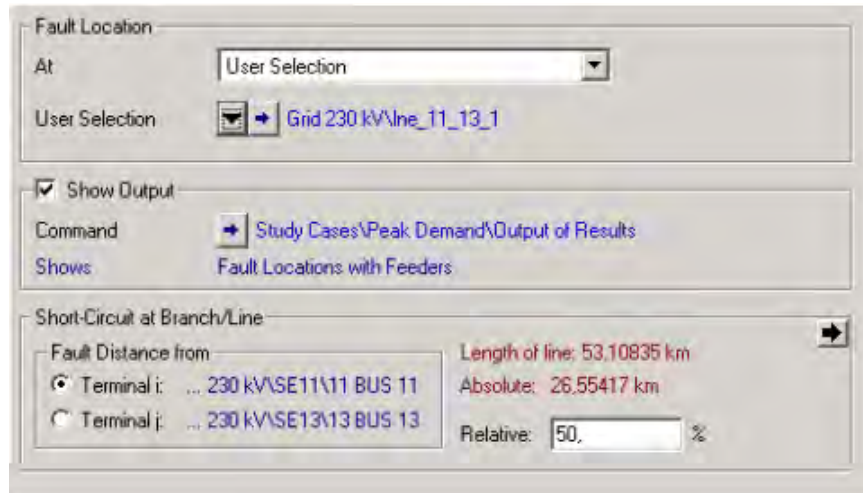 Fault Location
At User Selection
User Selection Grid 230 kV\lne_11_13_1
Show Output
Command Study Cases\Peak Demand\Output of Results
Shows Fault Locations with Feeders
Short-Circuit at Branch/Line
Fault Distance from
Terminal i: ... 230 kV\SE11\11 BUS 11
Terminal j: ... 230 kV\SE13\13 BUS 13
Length of line: 53,10835 km
Absolute: 26,55417 km
Relative: 50, %